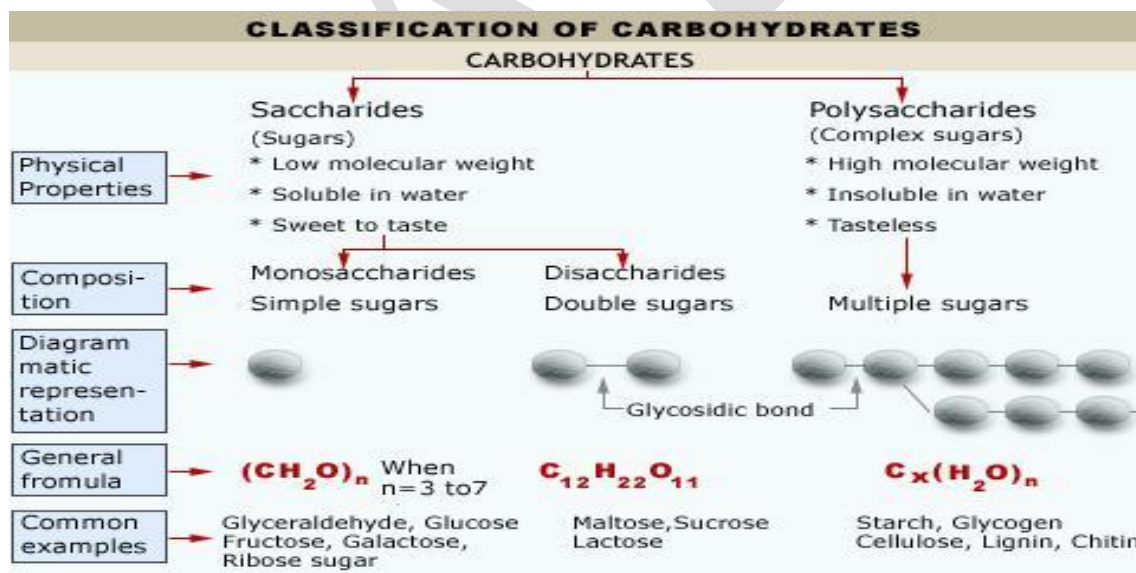 CLASSIFICATION OF CARBOHYDRATES
CARBOHYDRATES
Saccharides
(Sugars)
* Low molecular weight
* Soluble in water
* Sweet to taste
Polysaccharides
(Complex sugars)
* High molecular weight
* Insoluble in water
* Tasteless
Physical
Properties
Composi-
tion
Monosaccharides
Simple sugars
Disaccharides
Double sugars
Multiple sugars
Diagram
matic
represen-
tation
Glycosidic bond
General
fromula
(CH₂O)ₙ When
n=3 to7
C₁₂H₂₂O₁₁
Cₓ(H₂O)ₙ
Common
examples
Glyceraldehyde, Glucose
Fructose, Galactose,
Ribose sugar
Maltose,Sucrose
Lactose
Starch, Glycogen
Cellulose, Lignin, Chitin